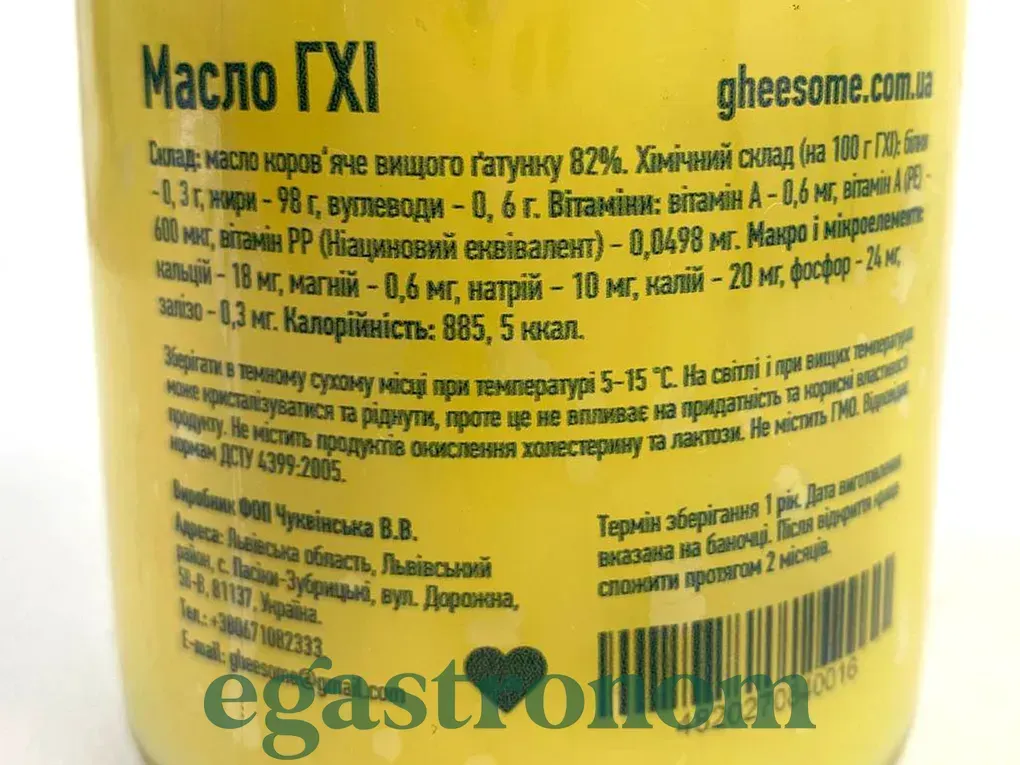 Масло ГХІ
gheesome.com.ua
Склад: масло коров'яче вищого ґатунку 82%. Хімічний склад (на 100 г ГХІ): білки
- 0, 3 г, жири - 98 г, вуглеводи - 0, 6 г. Вітаміни: вітамін А - 0,6 мг, вітамін А (РЕ) -
600 мкг, вітамін РР (Ніациновий еквівалент) - 0,0498 мг. Макро і мікроелементи:
кальцій - 18 мг, магній - 0,6 мг, натрій - 10 мг, калій - 20 мг, фосфор - 24 мг,
залізо - 0,3 мг. Калорійність: 885, 5 ккал.
Зберігати в темному сухому місці при температурі 5-15 °С. На світлі і при вищих температурах
може кристалізуватися та ріднути, проте це не впливає на придатність та корисні властивості
продукту. Не містить продуктів окислення холестерину та лактози. Не містить ГМО. Відповідає
нормам ДСТУ 4399:2005.
Виробник ФОП Чуквінська В.В.
Адреса: Львівська область, Львівський
район, с. Пасіки-Зубрицькі, вул. Дорожна,
58-В, 81137, Україна.
Тел.: +380671082333
E-mail: gheesome@gmail.com
Термін зберігання 1 рік. Дата виготовлення
вказана на баночці. Після відкриття краще
спожити протягом 2 місяців.
egastronom